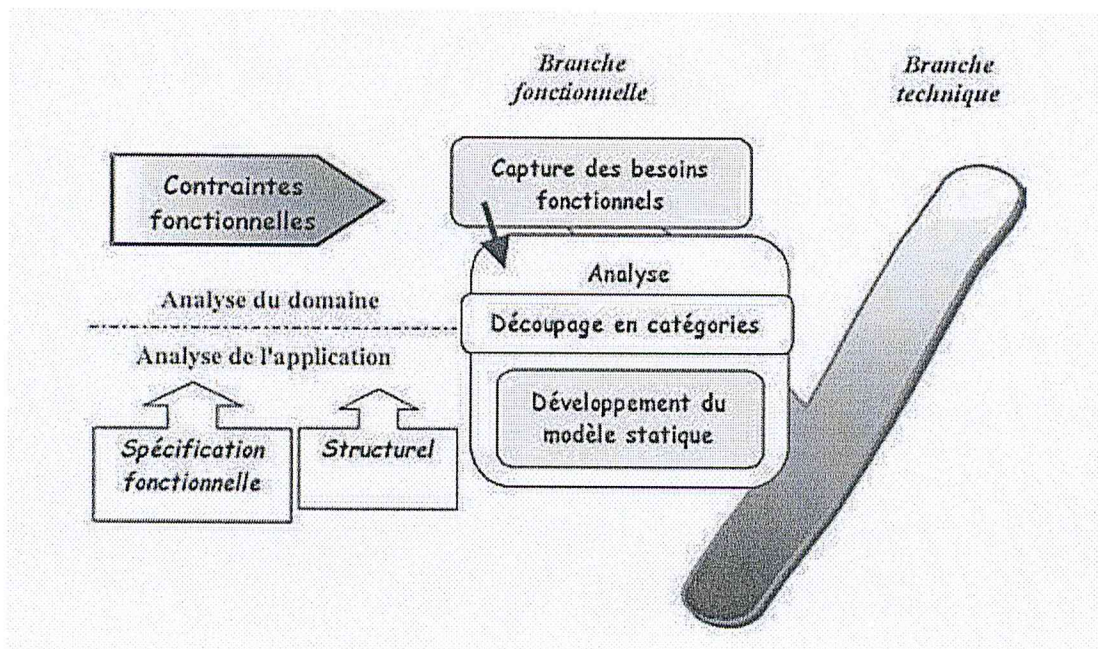 Branche
fonctionnelle
Branche
technique
Contraintes
fonctionnelles
Capture des besoins
fonctionnels
Analyse
Analyse du domaine
Découpage en catégories
Analyse de l'application
Développement du
modèle statique
Spécification
fonctionnelle
Structurel